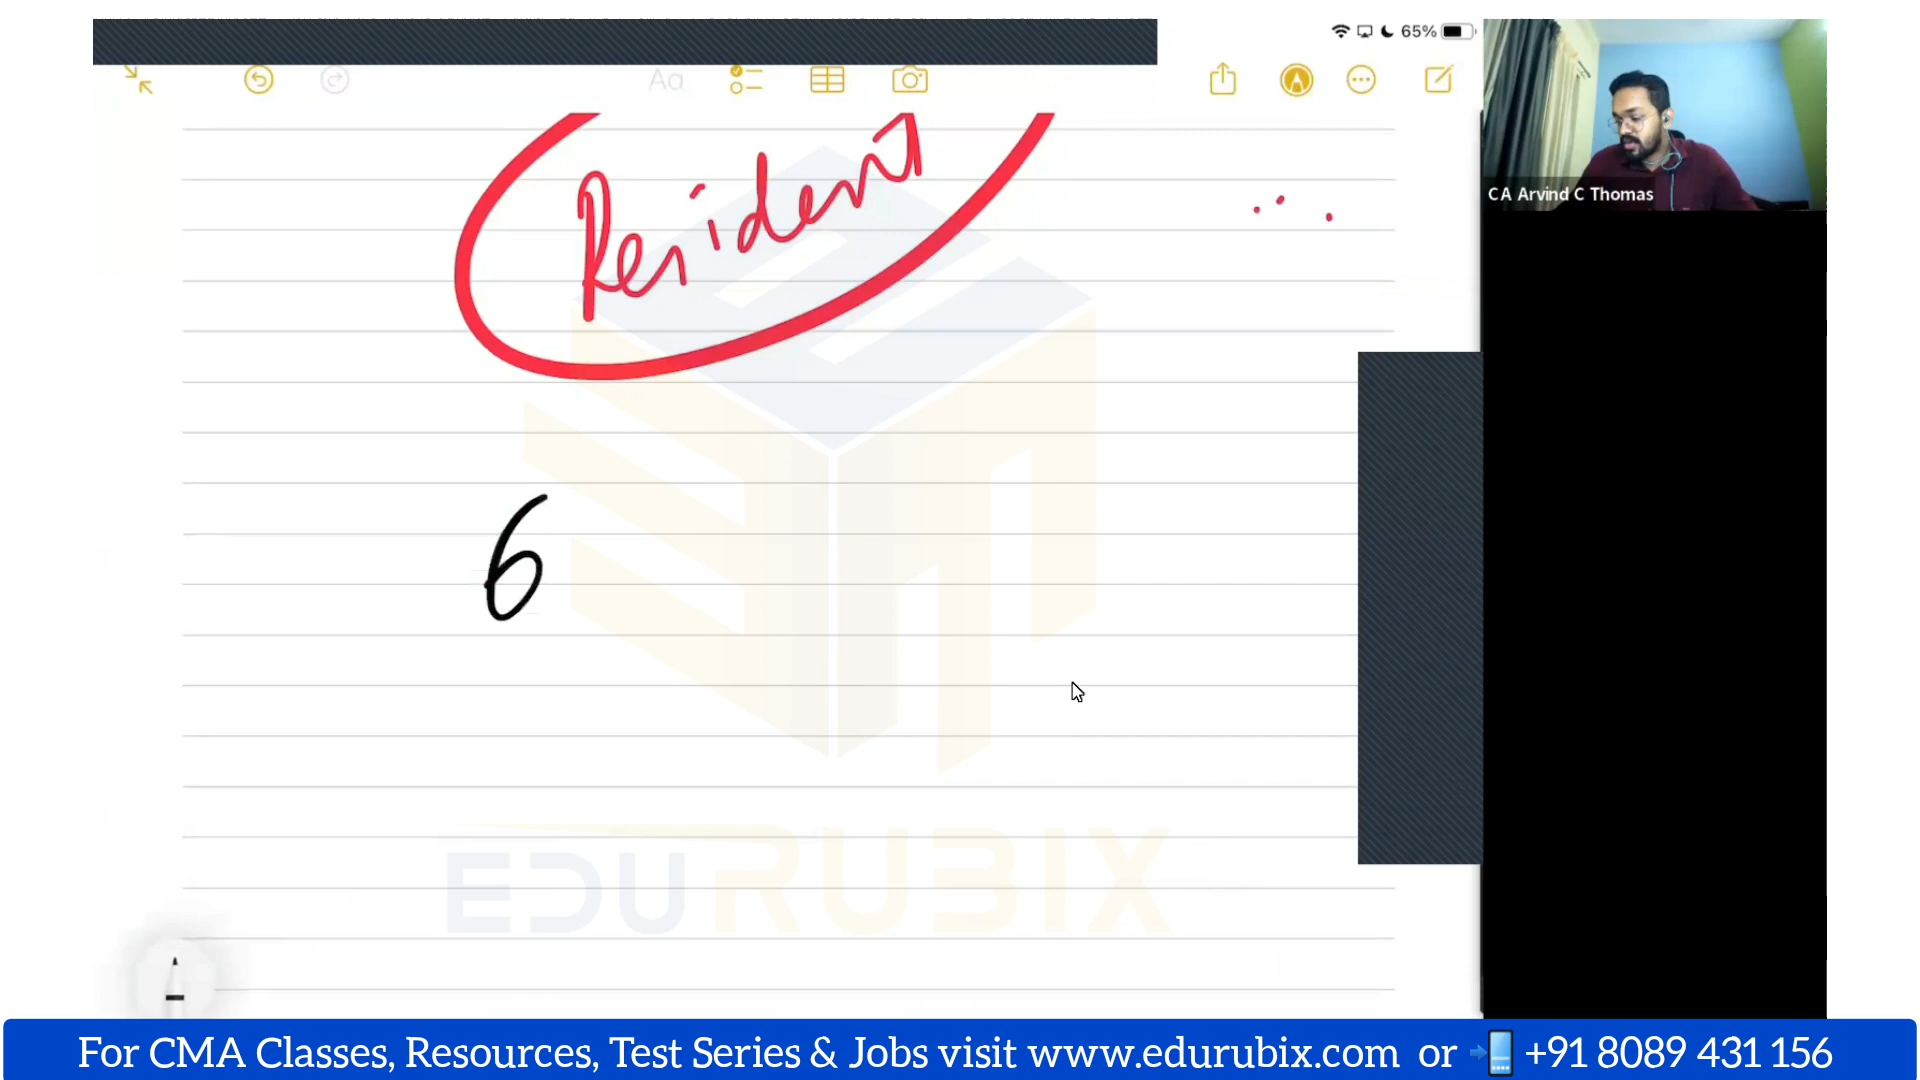 65%
Aa
CA Arvind C Thomas
Resident
6
EDURUBIX
For CMA Classes, Resources, Test Series & Jobs visit www.edurubix.com or +91 8089 431 156